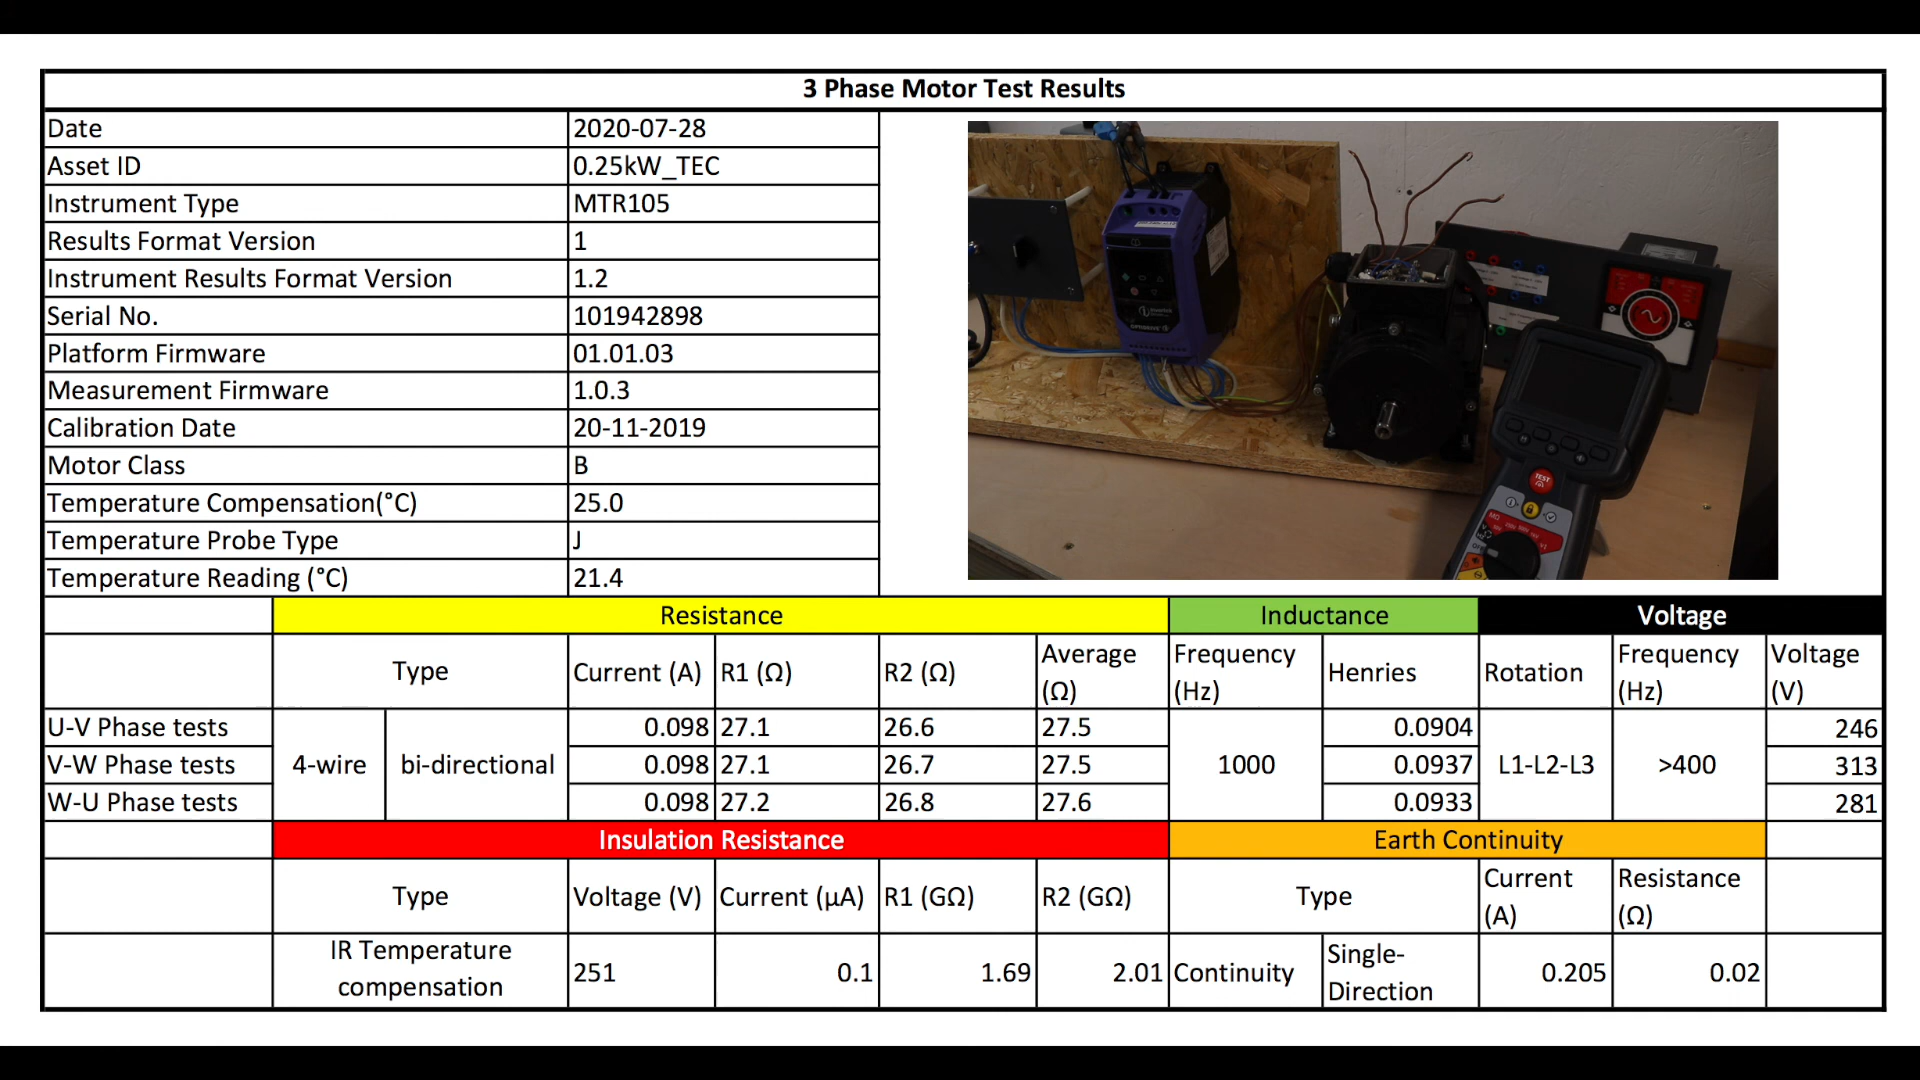 3 Phase Motor Test Results
Date 2020-07-28
Asset ID 0.25kW_TEC
Instrument Type MTR105
Results Format Version 1
Instrument Results Format Version 1.2
Serial No. 101942898
Platform Firmware 01.01.03
Measurement Firmware 1.0.3
Calibration Date 20-11-2019
Motor Class B
Temperature Compensation(°C) 25.0
Temperature Probe Type J
Temperature Reading (°C) 21.4
TEST
Resistance Inductance Voltage
Type Current (A) R1 (Ω) R2 (Ω) Average (Ω) Frequency (Hz) Henries Rotation Frequency (Hz) Voltage (V)
U-V Phase tests 0.098 27.1 26.6 27.5 0.0904 246
V-W Phase tests 4-wire bi-directional 0.098 27.1 26.7 27.5 1000 0.0937 L1-L2-L3 >400 313
W-U Phase tests 0.098 27.2 26.8 27.6 0.0933 281
Insulation Resistance Earth Continuity
Type Voltage (V) Current (µA) R1 (GΩ) R2 (GΩ) Type Current (A) Resistance (Ω)
IR Temperature compensation 251 0.1 1.69 2.01 Continuity Single-Direction 0.205 0.02